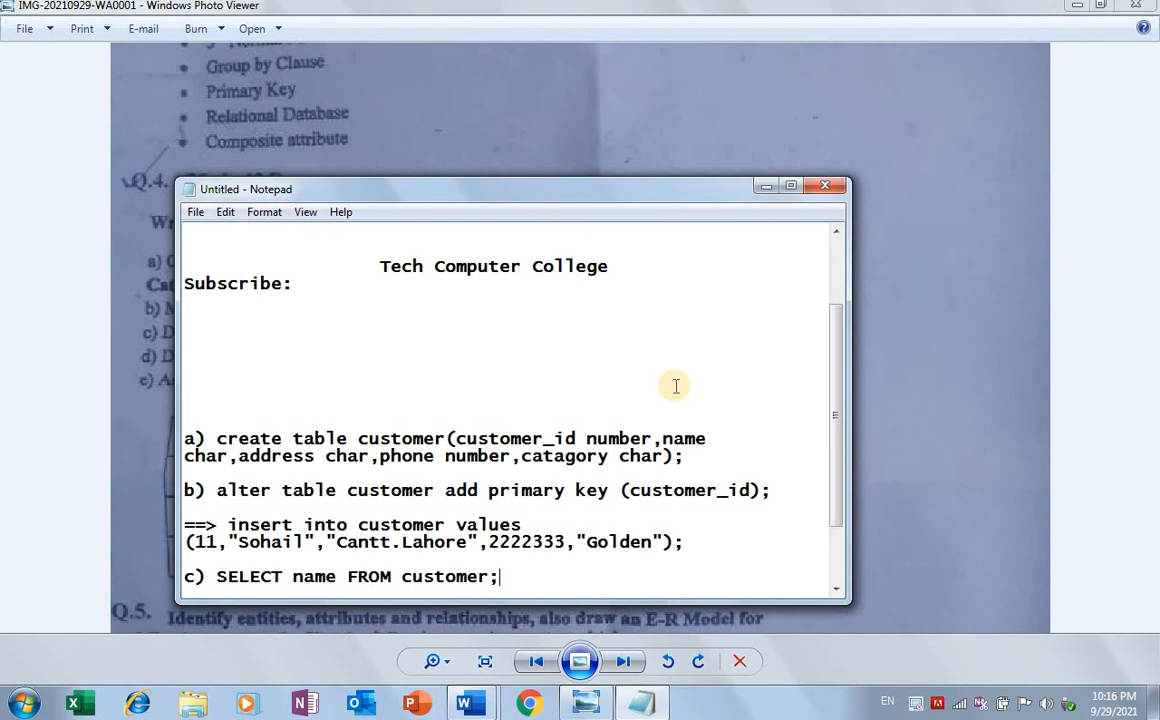 IMG-20210929-WA0001 - Windows Photo Viewer
File Print E-mail Burn Open
Group by Clause
Primary Key
Relational Database
Composite attribute
Q.4.
Untitled - Notepad
File Edit Format View Help
Tech Computer College
Subscribe:
a) create table customer(customer_id number,name
char,address char,phone number,catagory char);
b) alter table customer add primary key (customer_id);
==> insert into customer values
(11,"Sohail","Cantt.Lahore",2222333,"Golden");
c) SELECT name FROM customer;
a)
b)
c)
d)
e)
Q.5. Identify entities, attributes and relationships, also draw an E-R Model for
EN
10:16 PM
9/29/2021